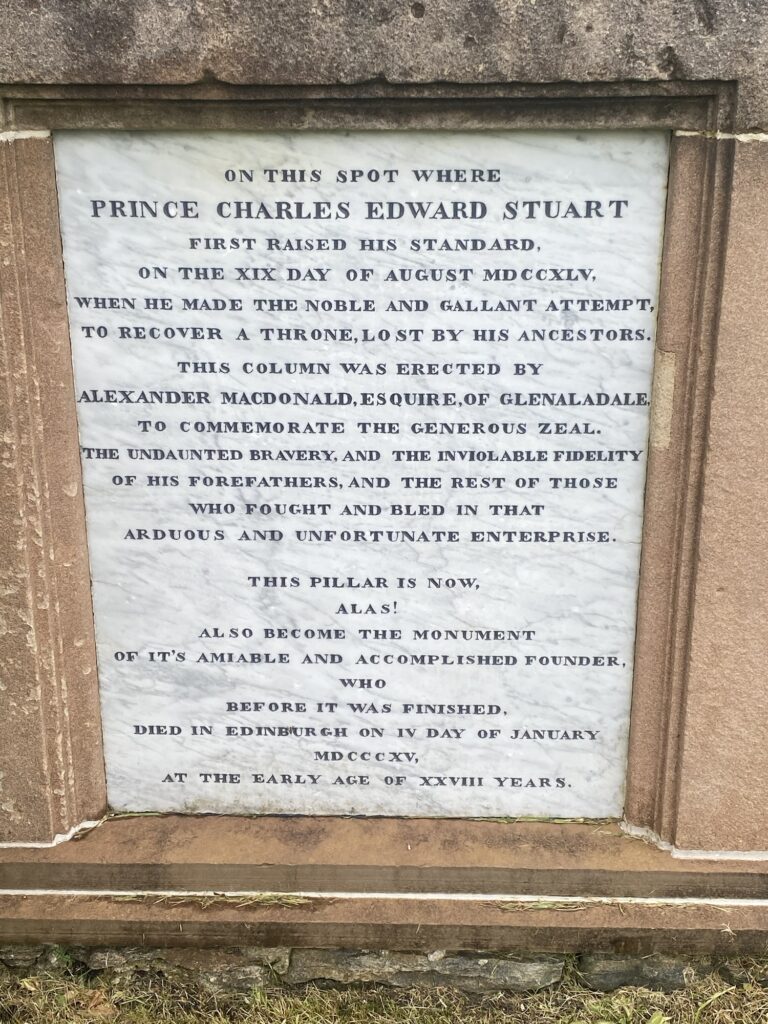 ON THIS SPOT WHERE
PRINCE CHARLES EDWARD STUART
FIRST RAISED HIS STANDARD,
ON THE XIX DAY OF AUGUST MDCCXLV,
WHEN HE MADE THE NOBLE AND GALLANT ATTEMPT,
TO RECOVER A THRONE, LOST BY HIS ANCESTORS.
THIS COLUMN WAS ERECTED BY
ALEXANDER MACDONALD, ESQUIRE, OF GLENALADALE,
TO COMMEMORATE THE GENEROUS ZEAL.
THE UNDAUNTED BRAVERY, AND THE INVIOLABLE FIDELITY
OF HIS FOREFATHERS, AND THE REST OF THOSE
WHO FOUGHT AND BLED IN THAT
ARDUOUS AND UNFORTUNATE ENTERPRISE.
THIS PILLAR IS NOW,
ALAS!
ALSO BECOME THE MONUMENT
OF IT'S AMIABLE AND ACCOMPLISHED FOUNDER,
WHO
BEFORE IT WAS FINISHED,
DIED IN EDINBURGH ON IV DAY OF JANUARY
MDCCCXV,
AT THE EARLY AGE OF XXVIII YEARS.